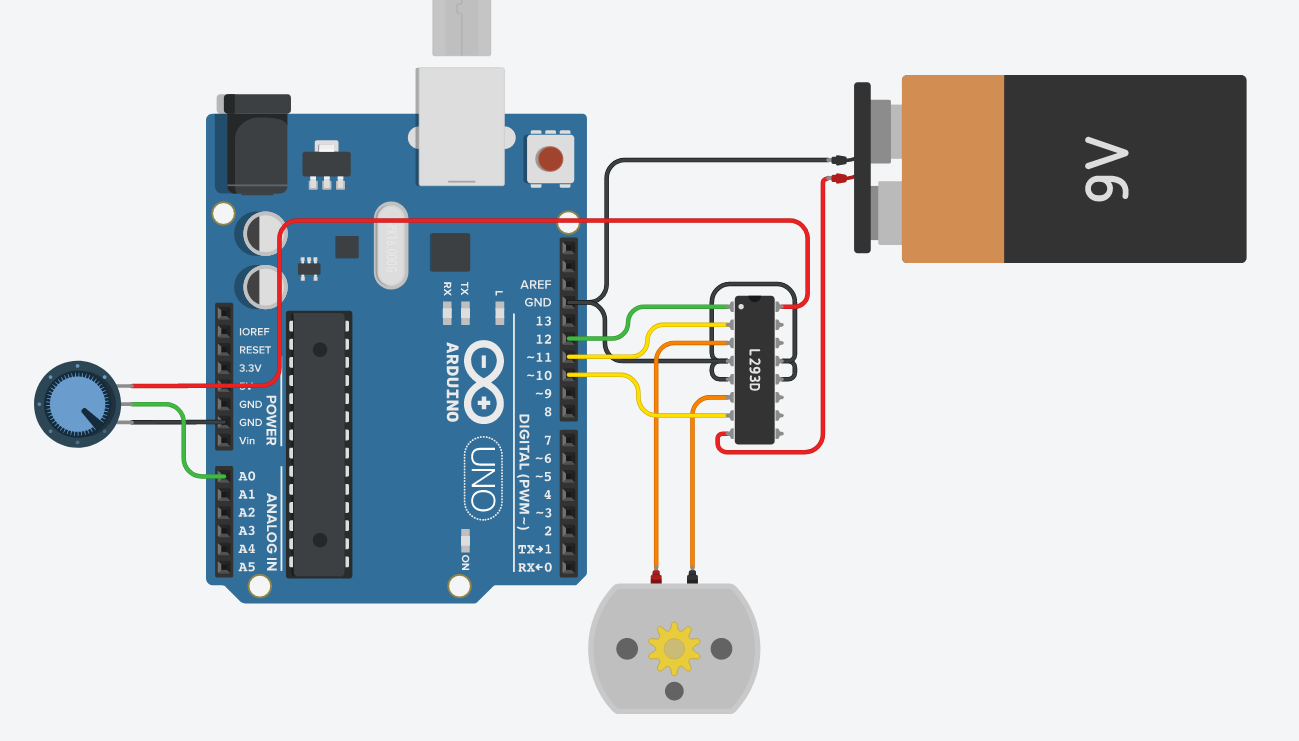 9V
AREF
GND
13
12
~11
~10
~9
~8
7
~6
~5
4
~3
2
TX→1
RX←0
DIGITAL (PWM~)
IOREF
RESET
3.3V
5V
GND
GND
Vin
POWER
A0
A1
A2
A3
A4
A5
ANALOG IN
RX
TX
L
ARDUINO
UNO
ON
L293D